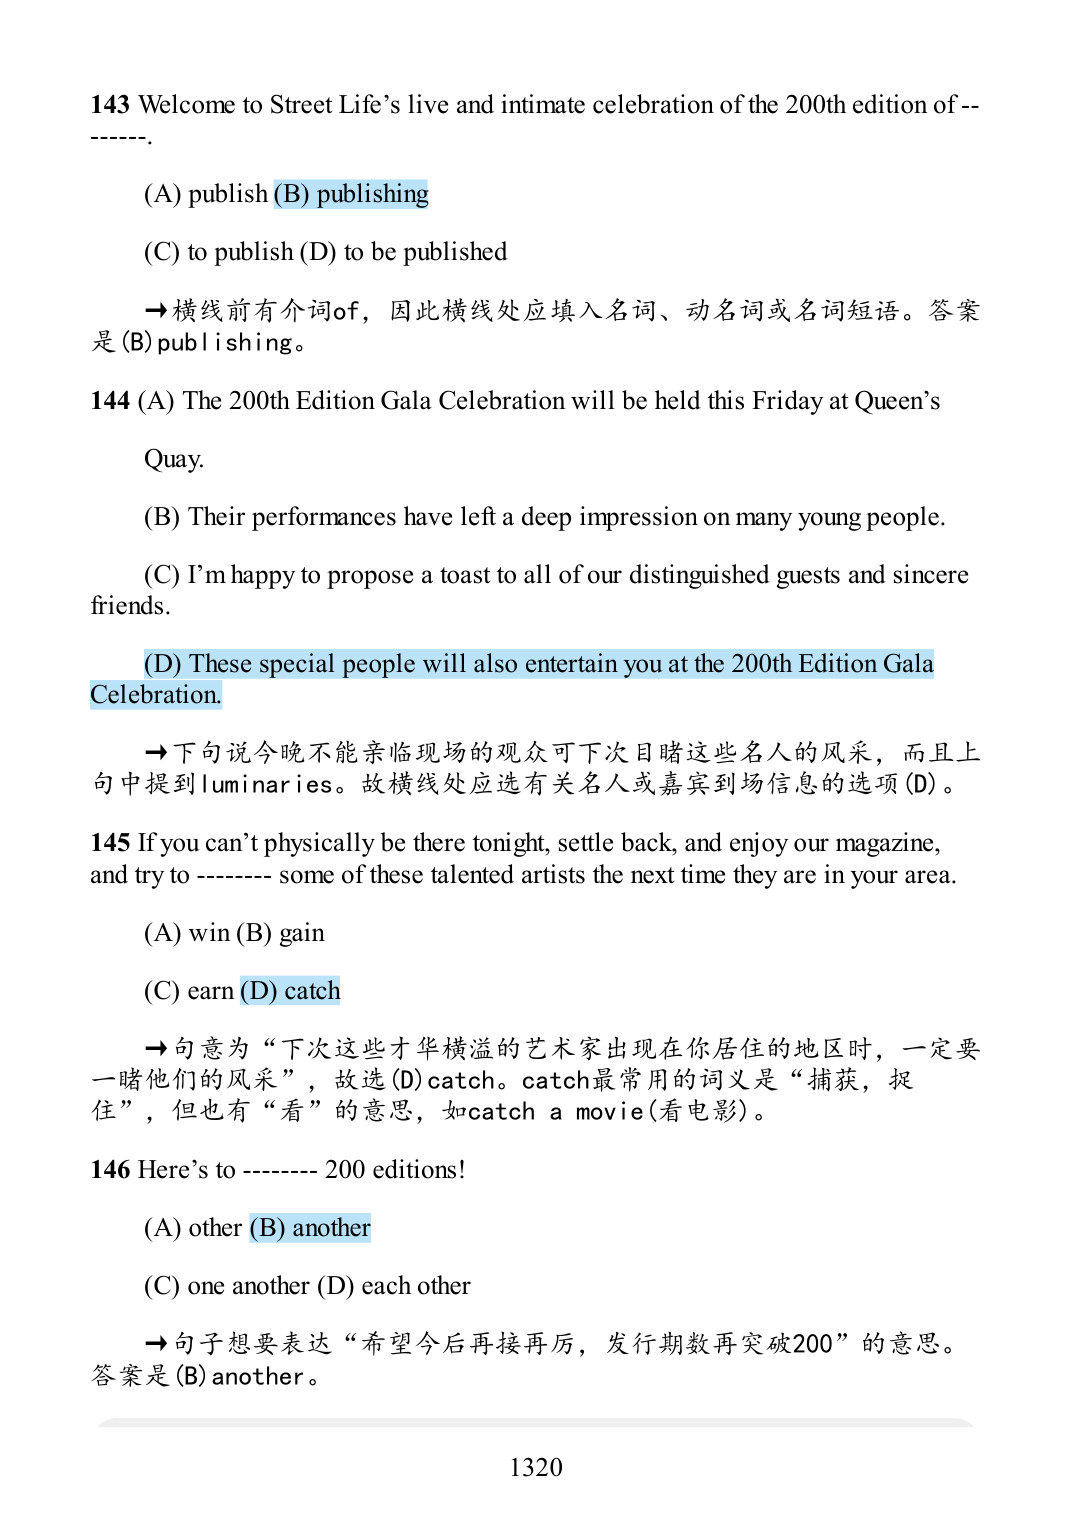 143 Welcome to Street Life’s live and intimate celebration of the 200th edition of --
------.
(A) publish (B) publishing
(C) to publish (D) to be published
→横线前有介词of，因此横线处应填入名词、动名词或名词短语。答案
是(B)publishing。
144 (A) The 200th Edition Gala Celebration will be held this Friday at Queen’s
Quay.
(B) Their performances have left a deep impression on many young people.
(C) I’m happy to propose a toast to all of our distinguished guests and sincere
friends.
(D) These special people will also entertain you at the 200th Edition Gala
Celebration.
→下句说今晚不能亲临现场的观众可下次目睹这些名人的风采，而且上
句中提到luminaries。故横线处应选有关名人或嘉宾到场信息的选项(D)。
145 If you can’t physically be there tonight, settle back, and enjoy our magazine,
and try to -------- some of these talented artists the next time they are in your area.
(A) win (B) gain
(C) earn (D) catch
→句意为“下次这些才华横溢的艺术家出现在你居住的地区时，一定要
一睹他们的风采”，故选(D)catch。catch最常用的词义是“捕获，捉
住”，但也有“看”的意思，如catch a movie(看电影)。
146 Here’s to -------- 200 editions!
(A) other (B) another
(C) one another (D) each other
→句子想要表达“希望今后再接再厉，发行期数再突破200”的意思。
答案是(B)another。
1320